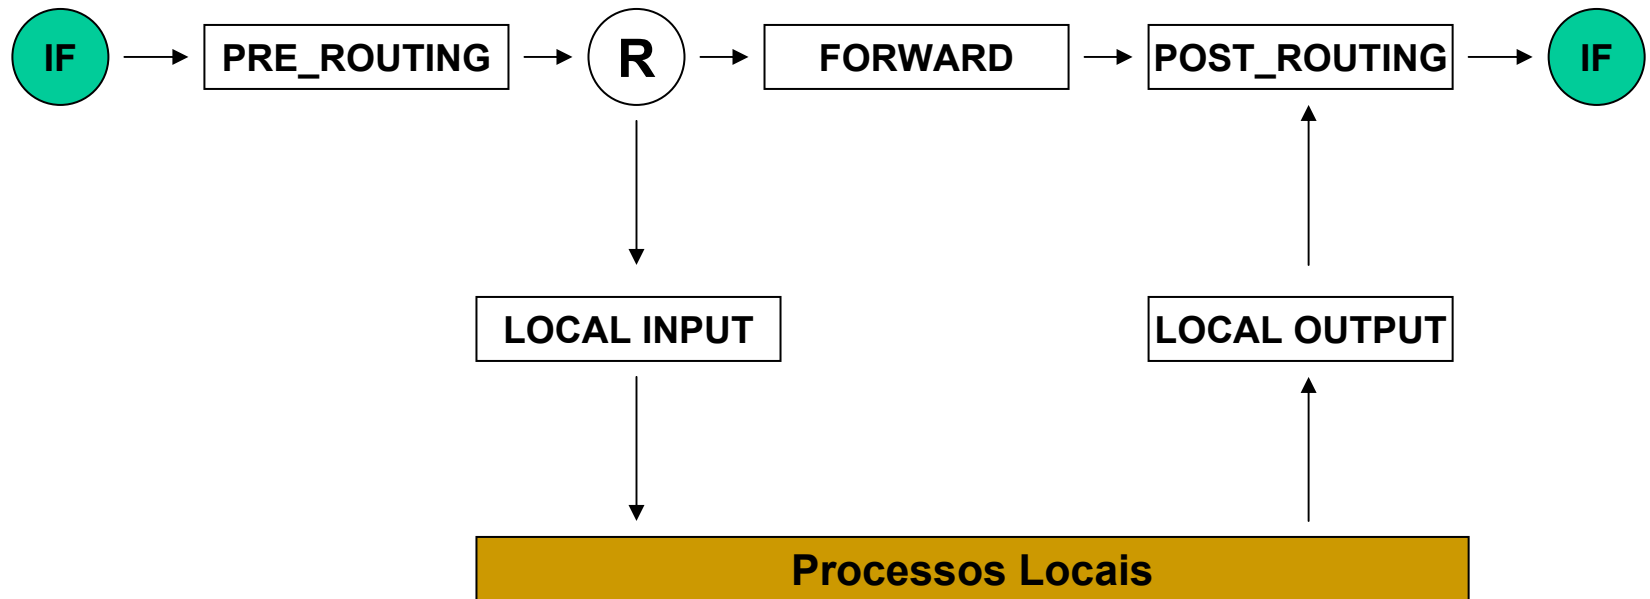 IF
PRE_ROUTING
R
FORWARD
POST_ROUTING
IF
LOCAL INPUT
LOCAL OUTPUT
Processos Locais